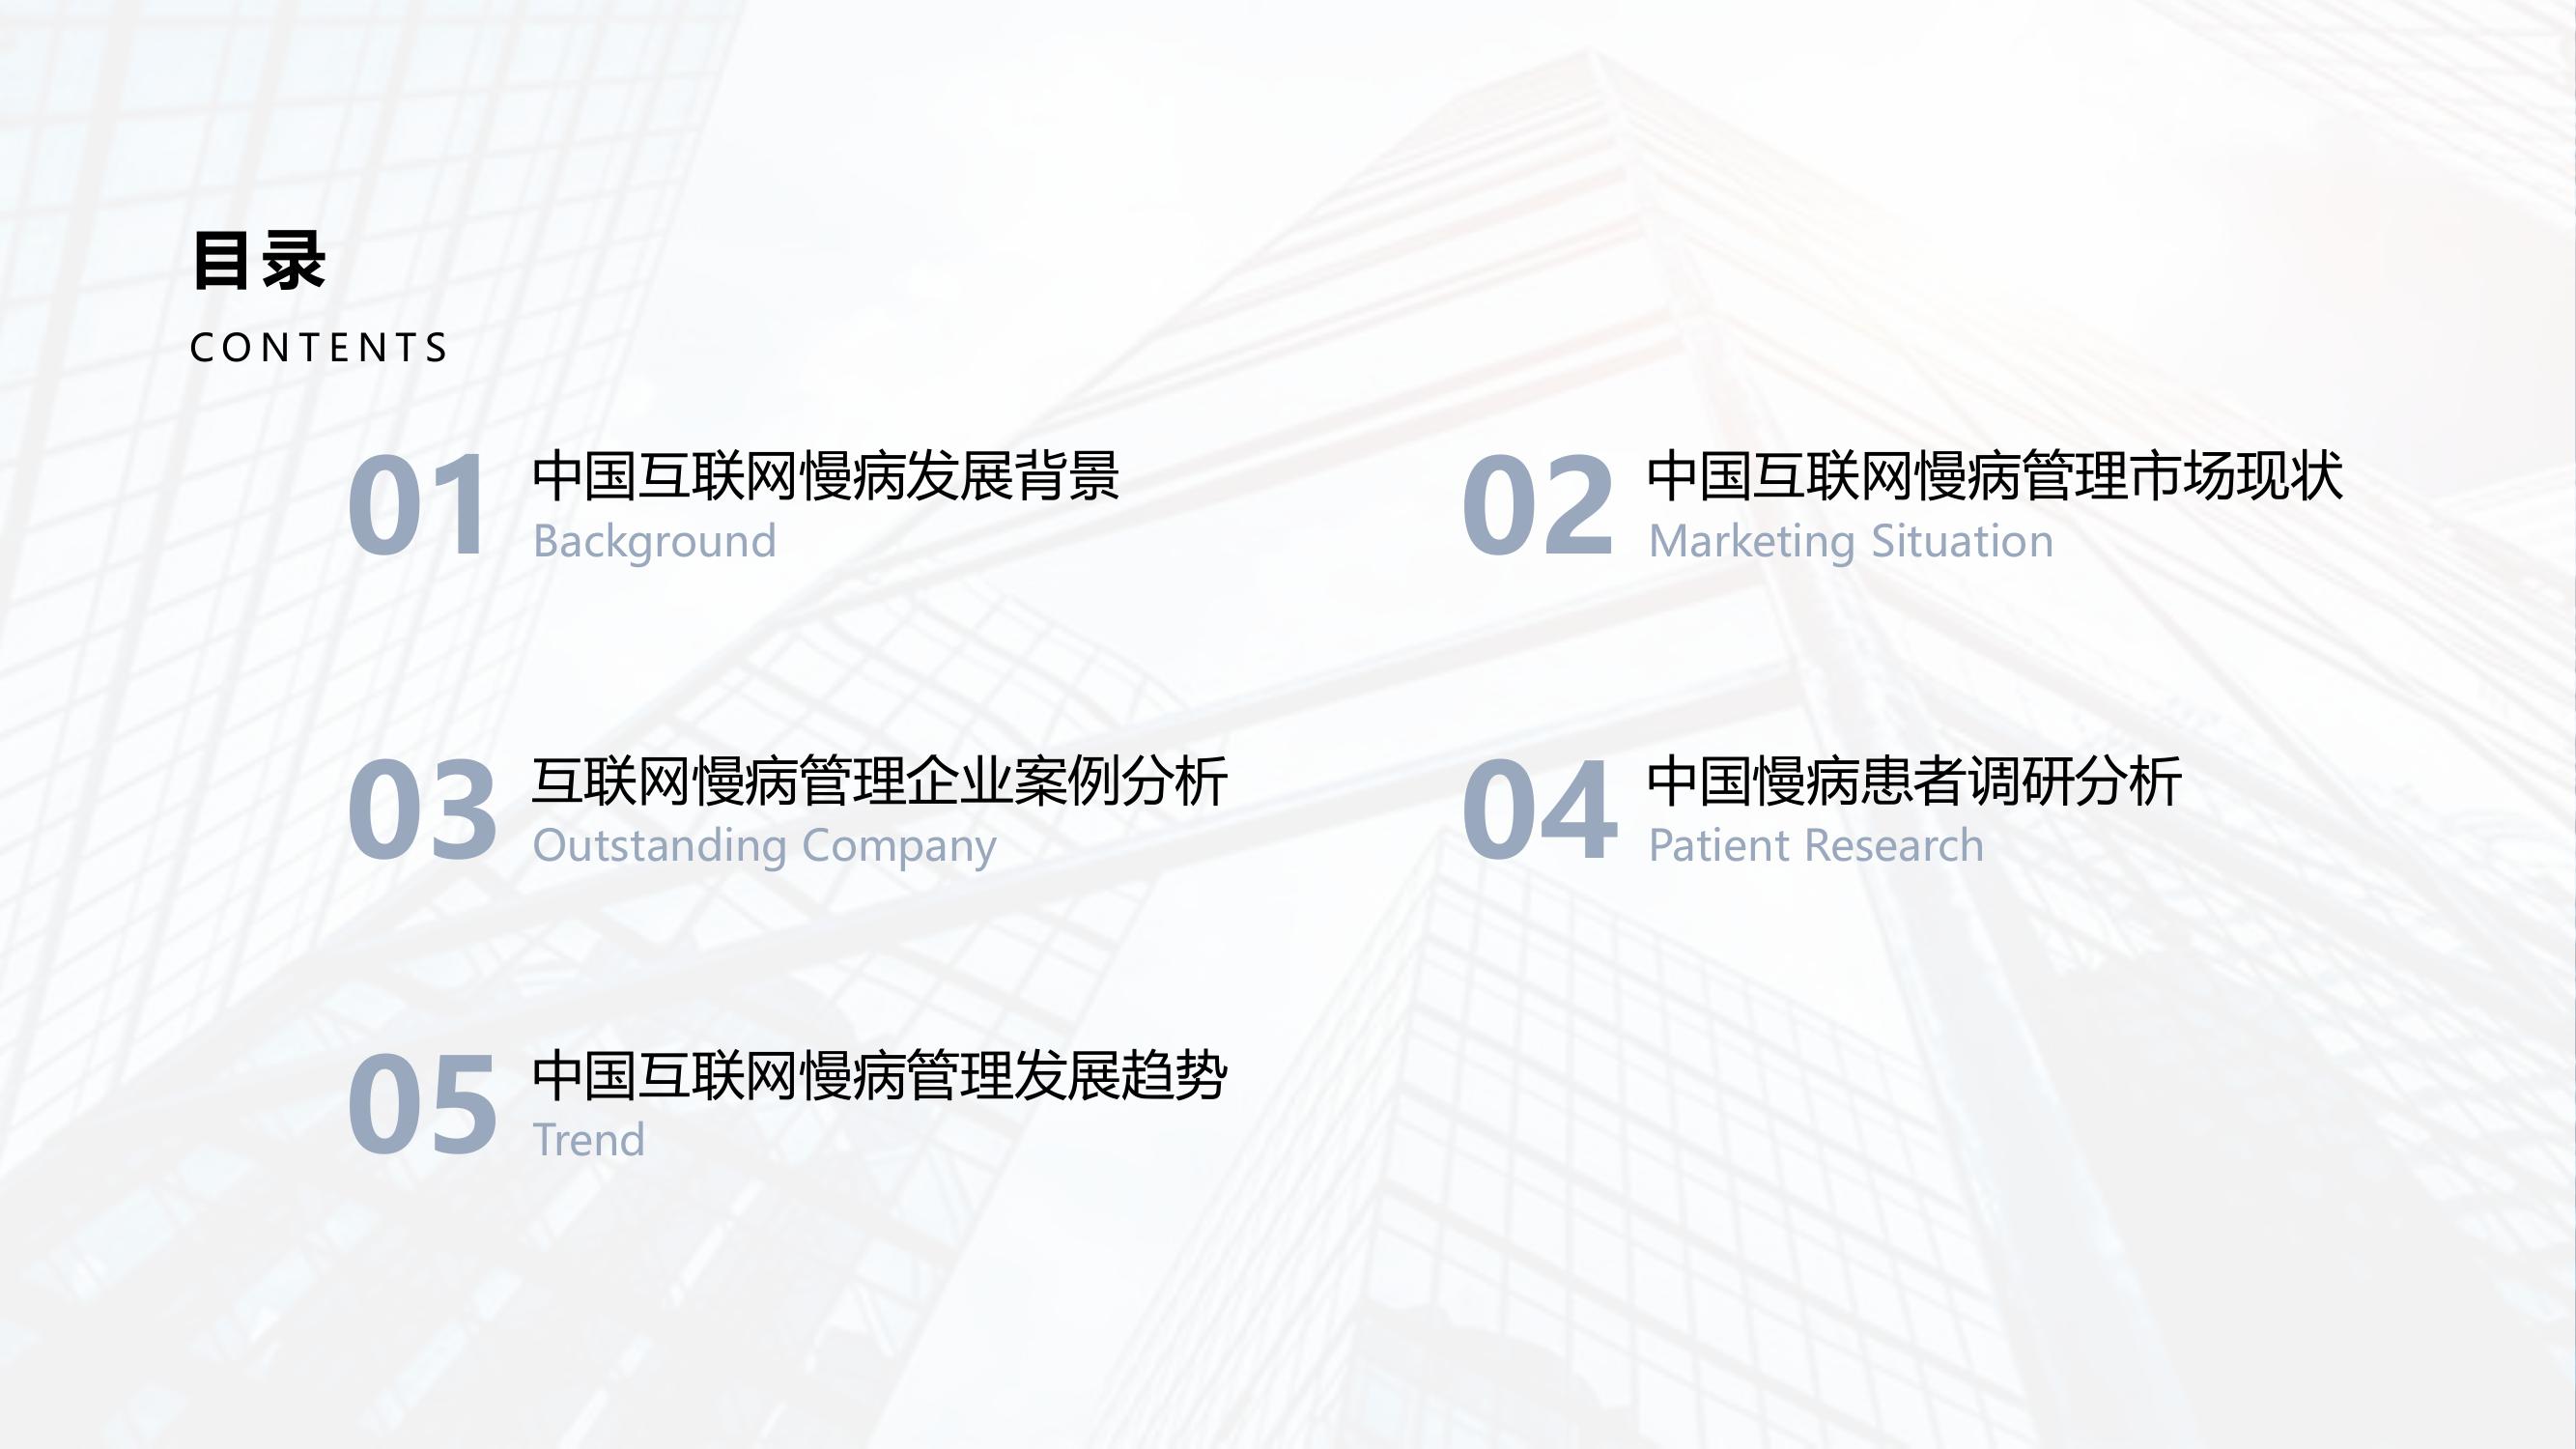 目录
CONTENTS
01
中国互联网慢病发展背景
Background
02
中国互联网慢病管理市场现状
Marketing Situation
03
互联网慢病管理企业案例分析
Outstanding Company
04
中国慢病患者调研分析
Patient Research
05
中国互联网慢病管理发展趋势
Trend